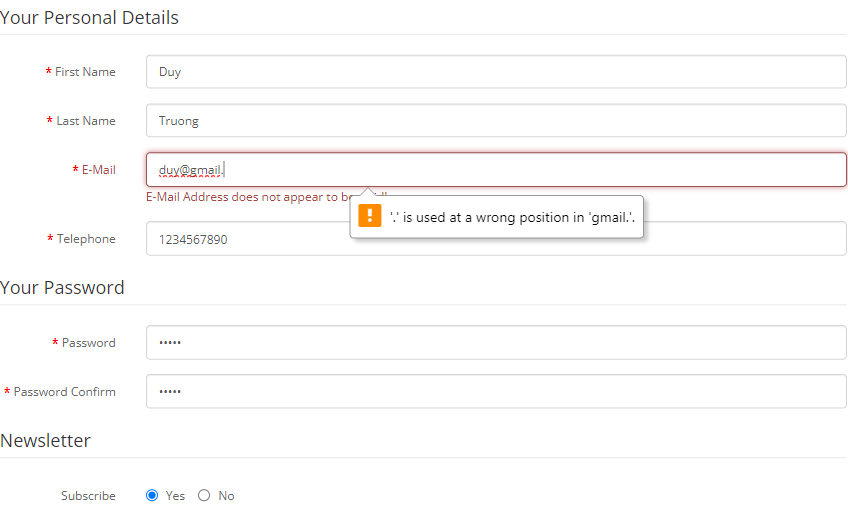 Your Personal Details
* First Name Duy
* Last Name Truong
* E-Mail duy@gmail.
E-Mail Address does not appear to be
'.' is used at a wrong position in 'gmail.'.
* Telephone 1234567890
Your Password
* Password •••••
* Password Confirm •••••
Newsletter
Subscribe Yes No